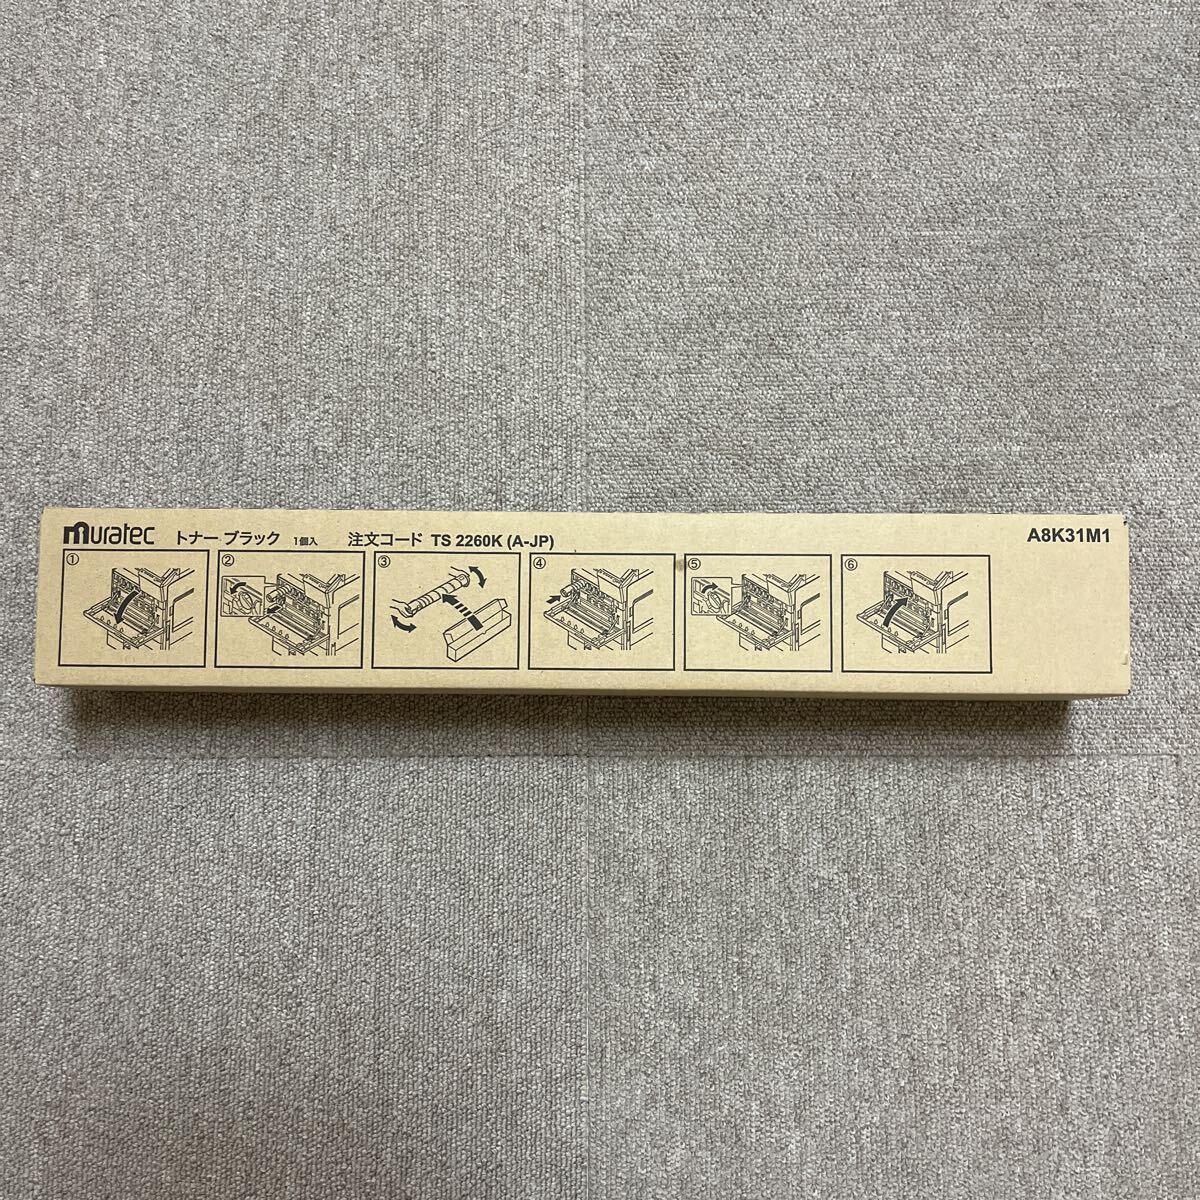 muratec トナー ブラック 1個入 注文コード TS 2260K (A-JP) A8K31M1
① ② ③ ④ ⑤ ⑥